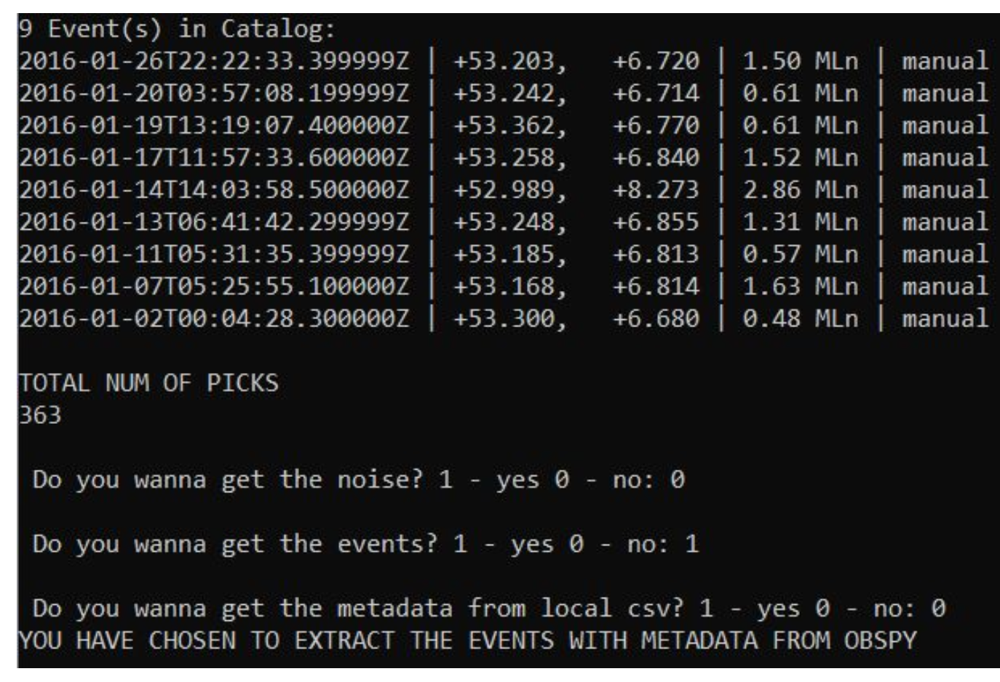 9 Event(s) in Catalog:
2016-01-26T22:22:33.399999Z | +53.203,   +6.720 | 1.50 MLn | manual
2016-01-20T03:57:08.199999Z | +53.242,   +6.714 | 0.61 MLn | manual
2016-01-19T13:19:07.400000Z | +53.362,   +6.770 | 0.61 MLn | manual
2016-01-17T11:57:33.600000Z | +53.258,   +6.840 | 1.52 MLn | manual
2016-01-14T14:03:58.500000Z | +52.989,   +8.273 | 2.86 MLn | manual
2016-01-13T06:41:42.299999Z | +53.248,   +6.855 | 1.31 MLn | manual
2016-01-11T05:31:35.399999Z | +53.185,   +6.813 | 0.57 MLn | manual
2016-01-07T05:25:55.100000Z | +53.168,   +6.814 | 1.63 MLn | manual
2016-01-02T00:04:28.300000Z | +53.300,   +6.680 | 0.48 MLn | manual
TOTAL NUM OF PICKS
363
Do you wanna get the noise? 1 - yes 0 - no: 0
Do you wanna get the events? 1 - yes 0 - no: 1
Do you wanna get the metadata from local csv? 1 - yes 0 - no: 0
YOU HAVE CHOSEN TO EXTRACT THE EVENTS WITH METADATA FROM OBSPY